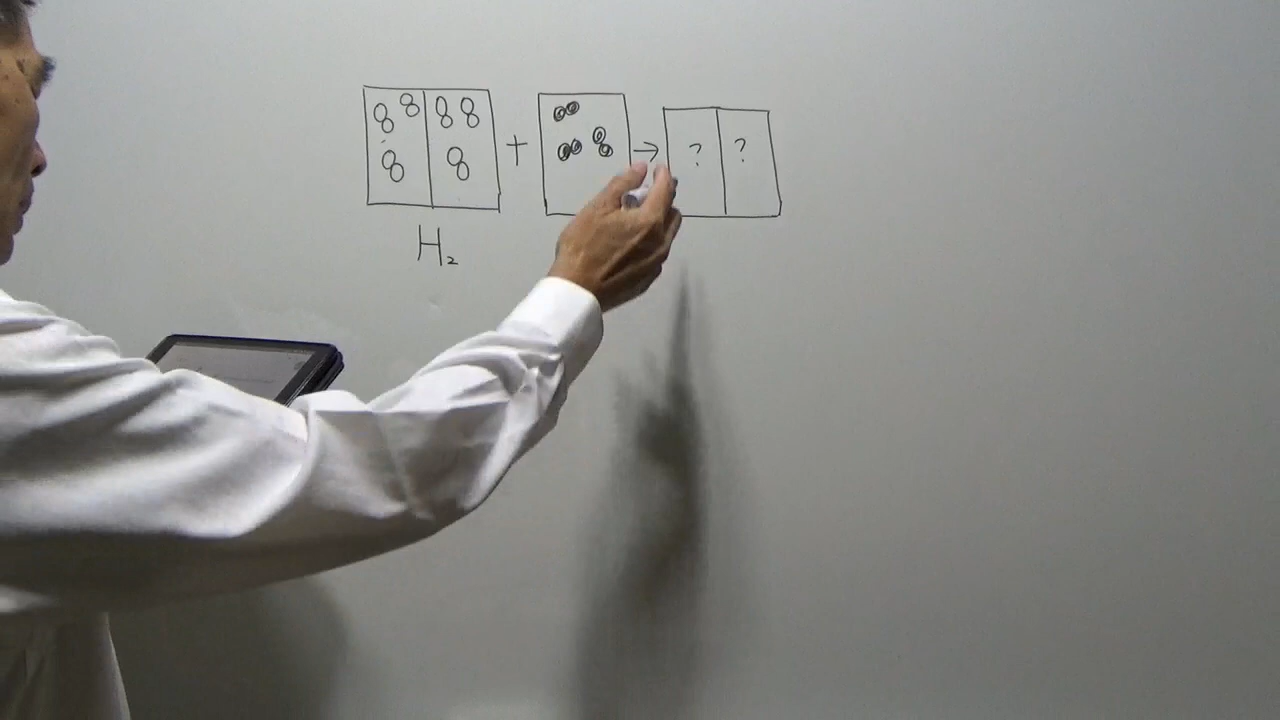 + → ? ?
H₂